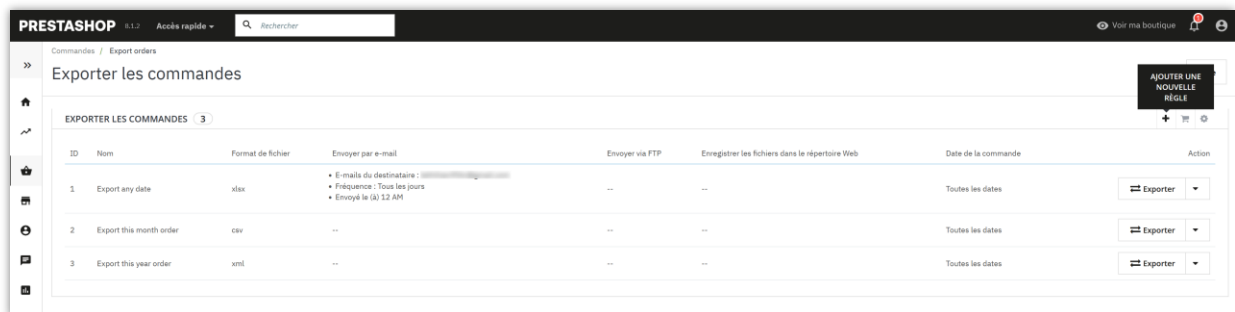 PRESTASHOP 8.1.2 Accès rapide Rechercher Voir ma boutique
Commandes / Export orders
Exporter les commandes
AJOUTER UNE
NOUVELLE
RÈGLE
EXPORTER LES COMMANDES 3
ID Nom Format de fichier Envoyer par e-mail Envoyer via FTP Enregistrer les fichiers dans le répertoire Web Date de la commande Action
• E-mails du destinataire :
1 Export any date xlsx • Fréquence : Tous les jours -- -- Toutes les dates Exporter
• Envoyé le (à) 12 AM
2 Export this month order csv -- -- -- Toutes les dates Exporter
3 Export this year order xml -- -- -- Toutes les dates Exporter